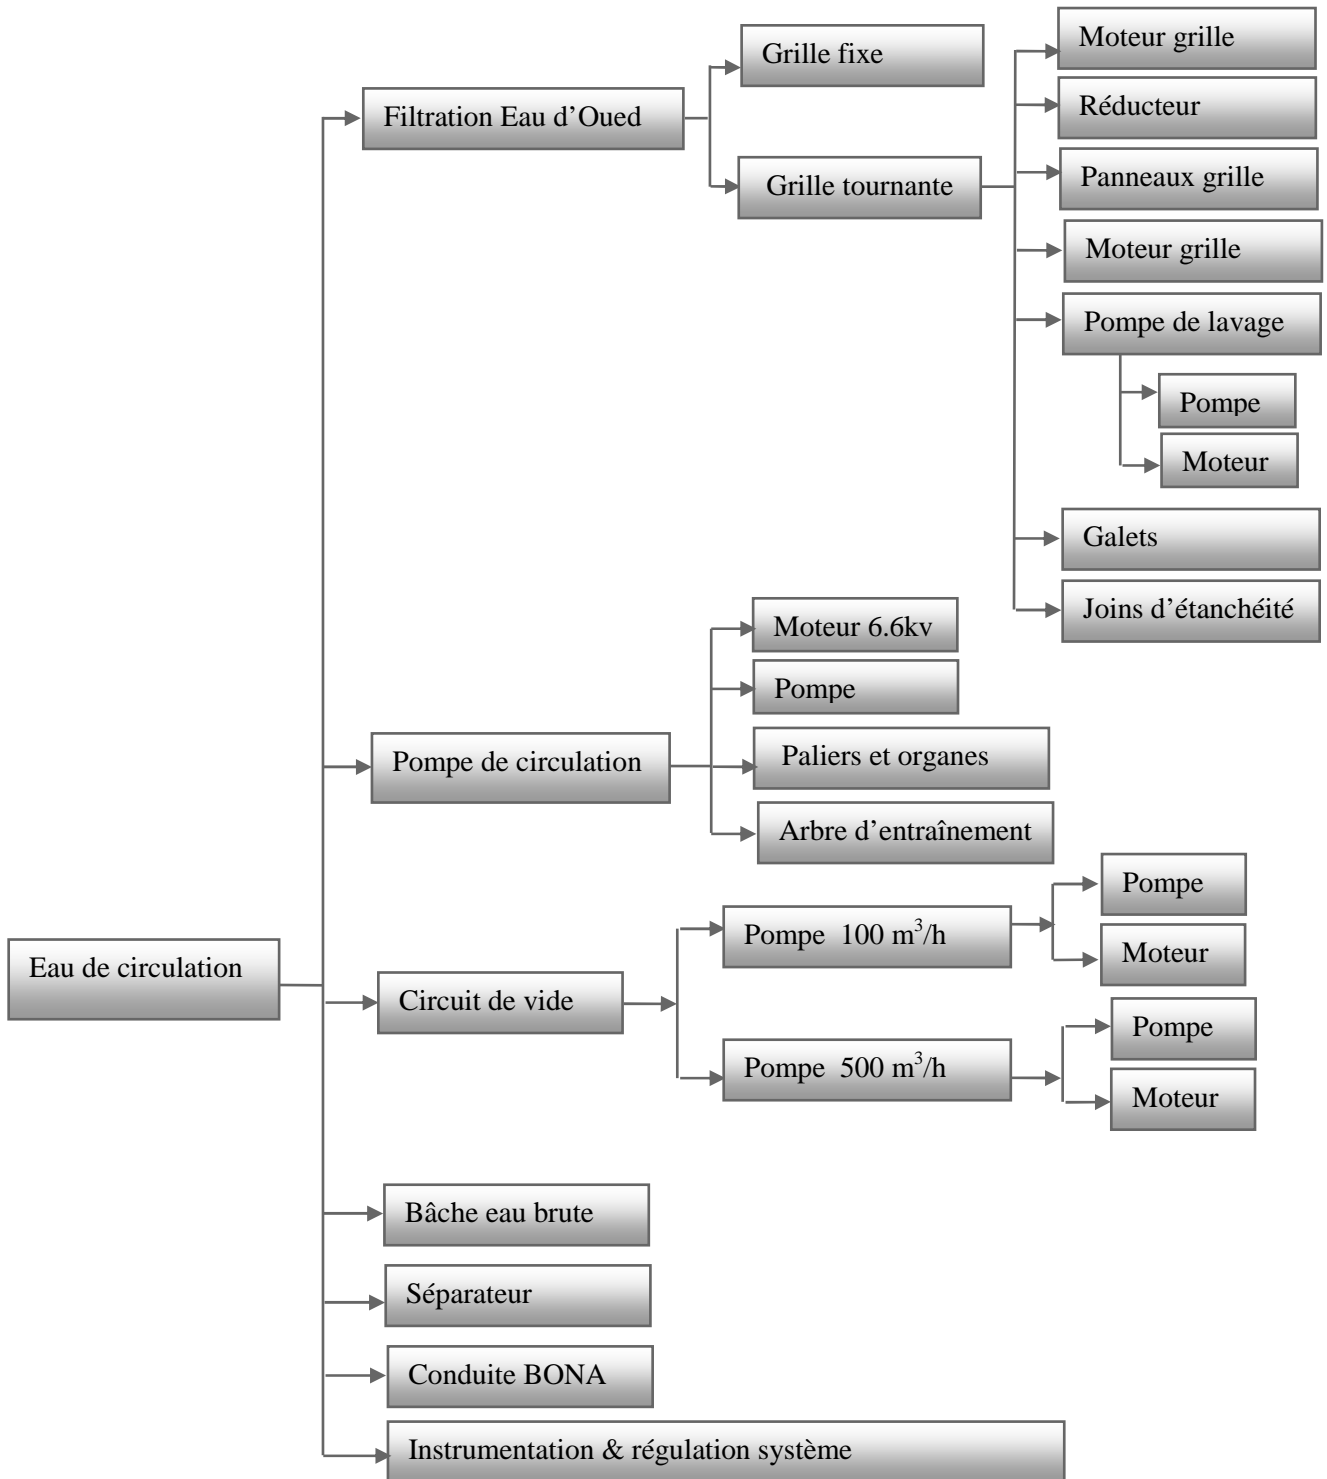 Eau de circulation
Filtration Eau d’Oued
Grille fixe
Grille tournante
Moteur grille
Réducteur
Panneaux grille
Moteur grille
Pompe de lavage
Pompe
Moteur
Galets
Joins d’étanchéité
Pompe de circulation
Moteur 6.6kv
Pompe
Paliers et organes
Arbre d’entraînement
Circuit de vide
Pompe 100 m³/h
Pompe
Moteur
Pompe 500 m³/h
Pompe
Moteur
Bâche eau brute
Séparateur
Conduite BONA
Instrumentation & régulation système